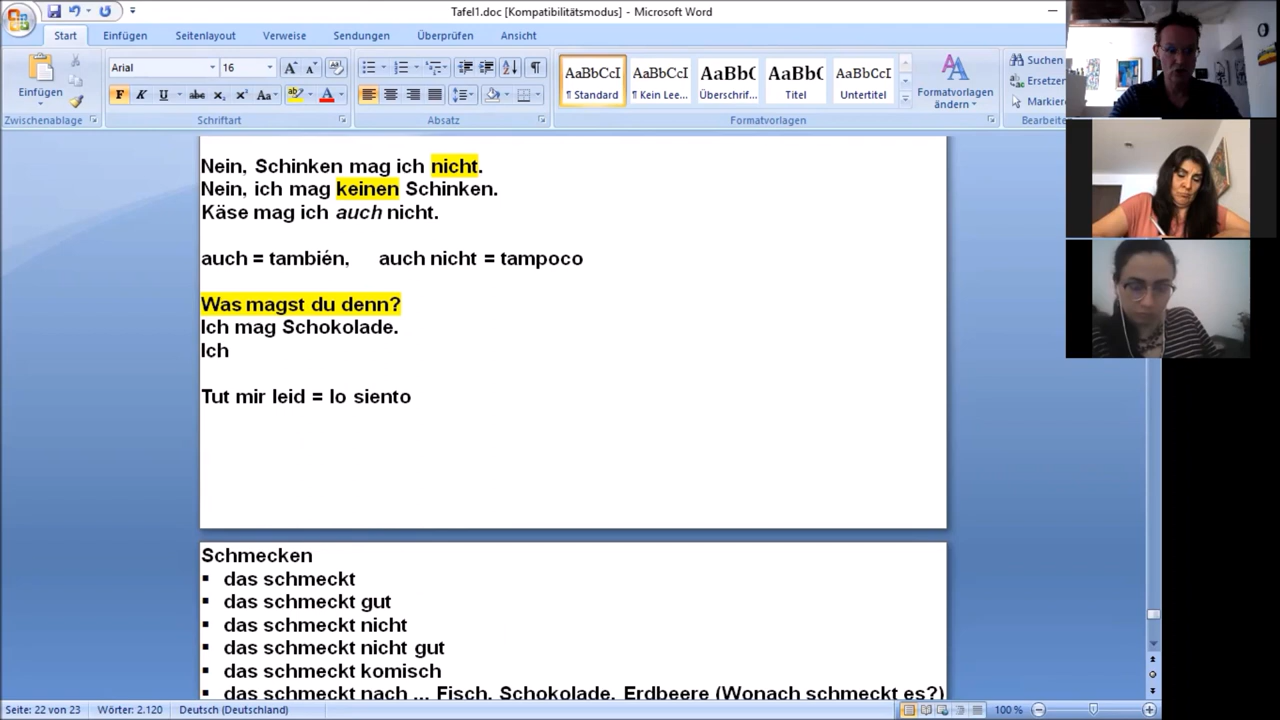 Tafel1.doc [Kompatibilitätsmodus] - Microsoft Word
Start Einfügen Seitenlayout Verweise Sendungen Überprüfen Ansicht
Einfügen
Arial 16
F K U abc x₂ x² Aa
AaBbCcI AaBbCcI AaBbC AaBbC AaBbCcI
¶ Standard ¶ Kein Lee... Überschrif... Titel Untertitel
Formatvorlagen
ändern
Suchen
Ersetzen
Markiere
Zwischenablage Schriftart Absatz Formatvorlagen Bearbeite
Nein, Schinken mag ich nicht.
Nein, ich mag keinen Schinken.
Käse mag ich auch nicht.
auch = también, auch nicht = tampoco
Was magst du denn?
Ich mag Schokolade.
Ich
Tut mir leid = lo siento
Schmecken
▪ das schmeckt
▪ das schmeckt gut
▪ das schmeckt nicht
▪ das schmeckt nicht gut
▪ das schmeckt komisch
▪ das schmeckt nach ... Fisch, Schokolade, Erdbeere (Wonach schmeckt es?)
Seite: 22 von 23 Wörter: 2.120 Deutsch (Deutschland) 100 %